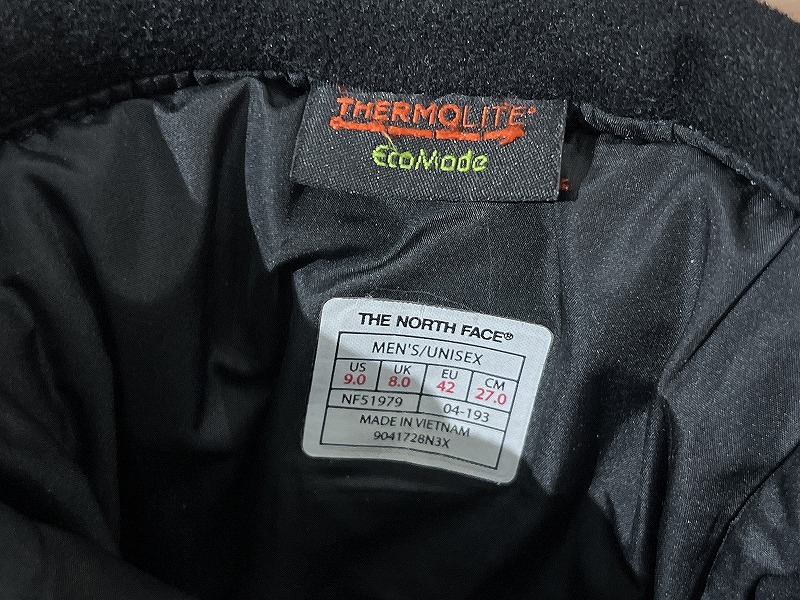 THERMOLITE®
EcoMode
THE NORTH FACE®
MEN'S/UNISEX
US UK EU CM
9.0 8.0 42 27.0
NF51979 04-193
MADE IN VIETNAM
9041728N3X